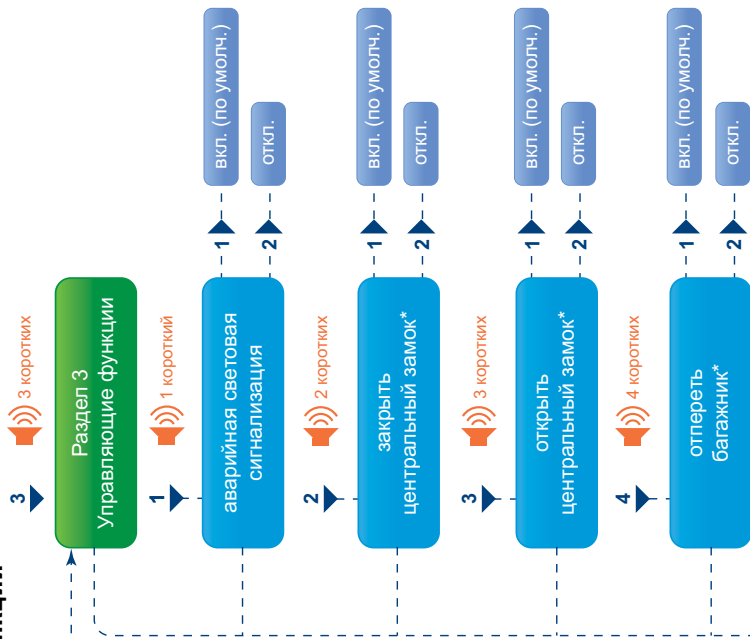 нкции
3
3 коротких
Раздел 3
Управляющие функции
1
1 короткий
аварийная световая
сигнализация
1
вкл. (по умолч.)
2
откл.
2
2 коротких
закрыть
центральный замок*
1
вкл. (по умолч.)
2
откл.
3
3 коротких
открыть
центральный замок*
1
вкл. (по умолч.)
2
откл.
4
4 коротких
отпереть
багажник*
1
вкл. (по умолч.)
2
откл.